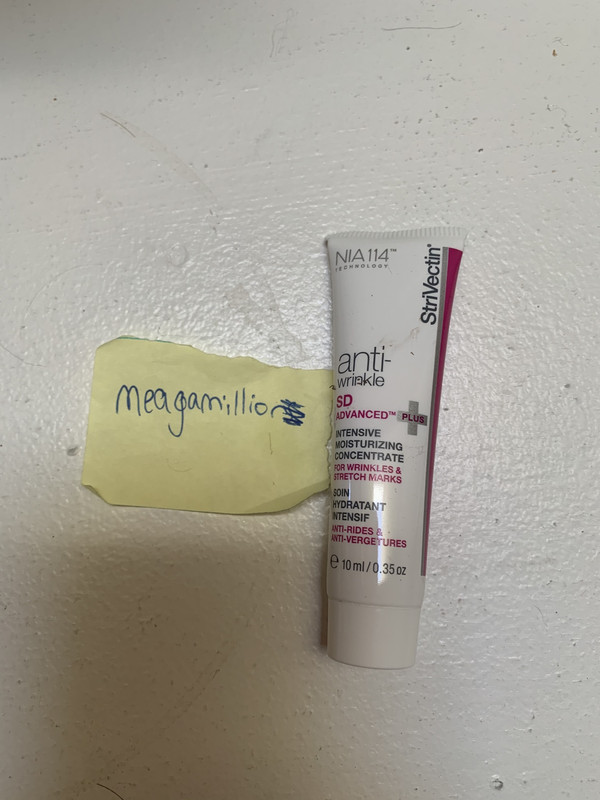 meagamillion
NIA114™
TECHNOLOGY
StriVectin®
anti-
wrinkle
SD
ADVANCED™ PLUS
INTENSIVE
MOISTURIZING
CONCENTRATE
FOR WRINKLES &
STRETCH MARKS
SOIN
HYDRATANT
INTENSIF
ANTI-RIDES &
ANTI-VERGETURES
℮ 10 ml / 0.35 oz